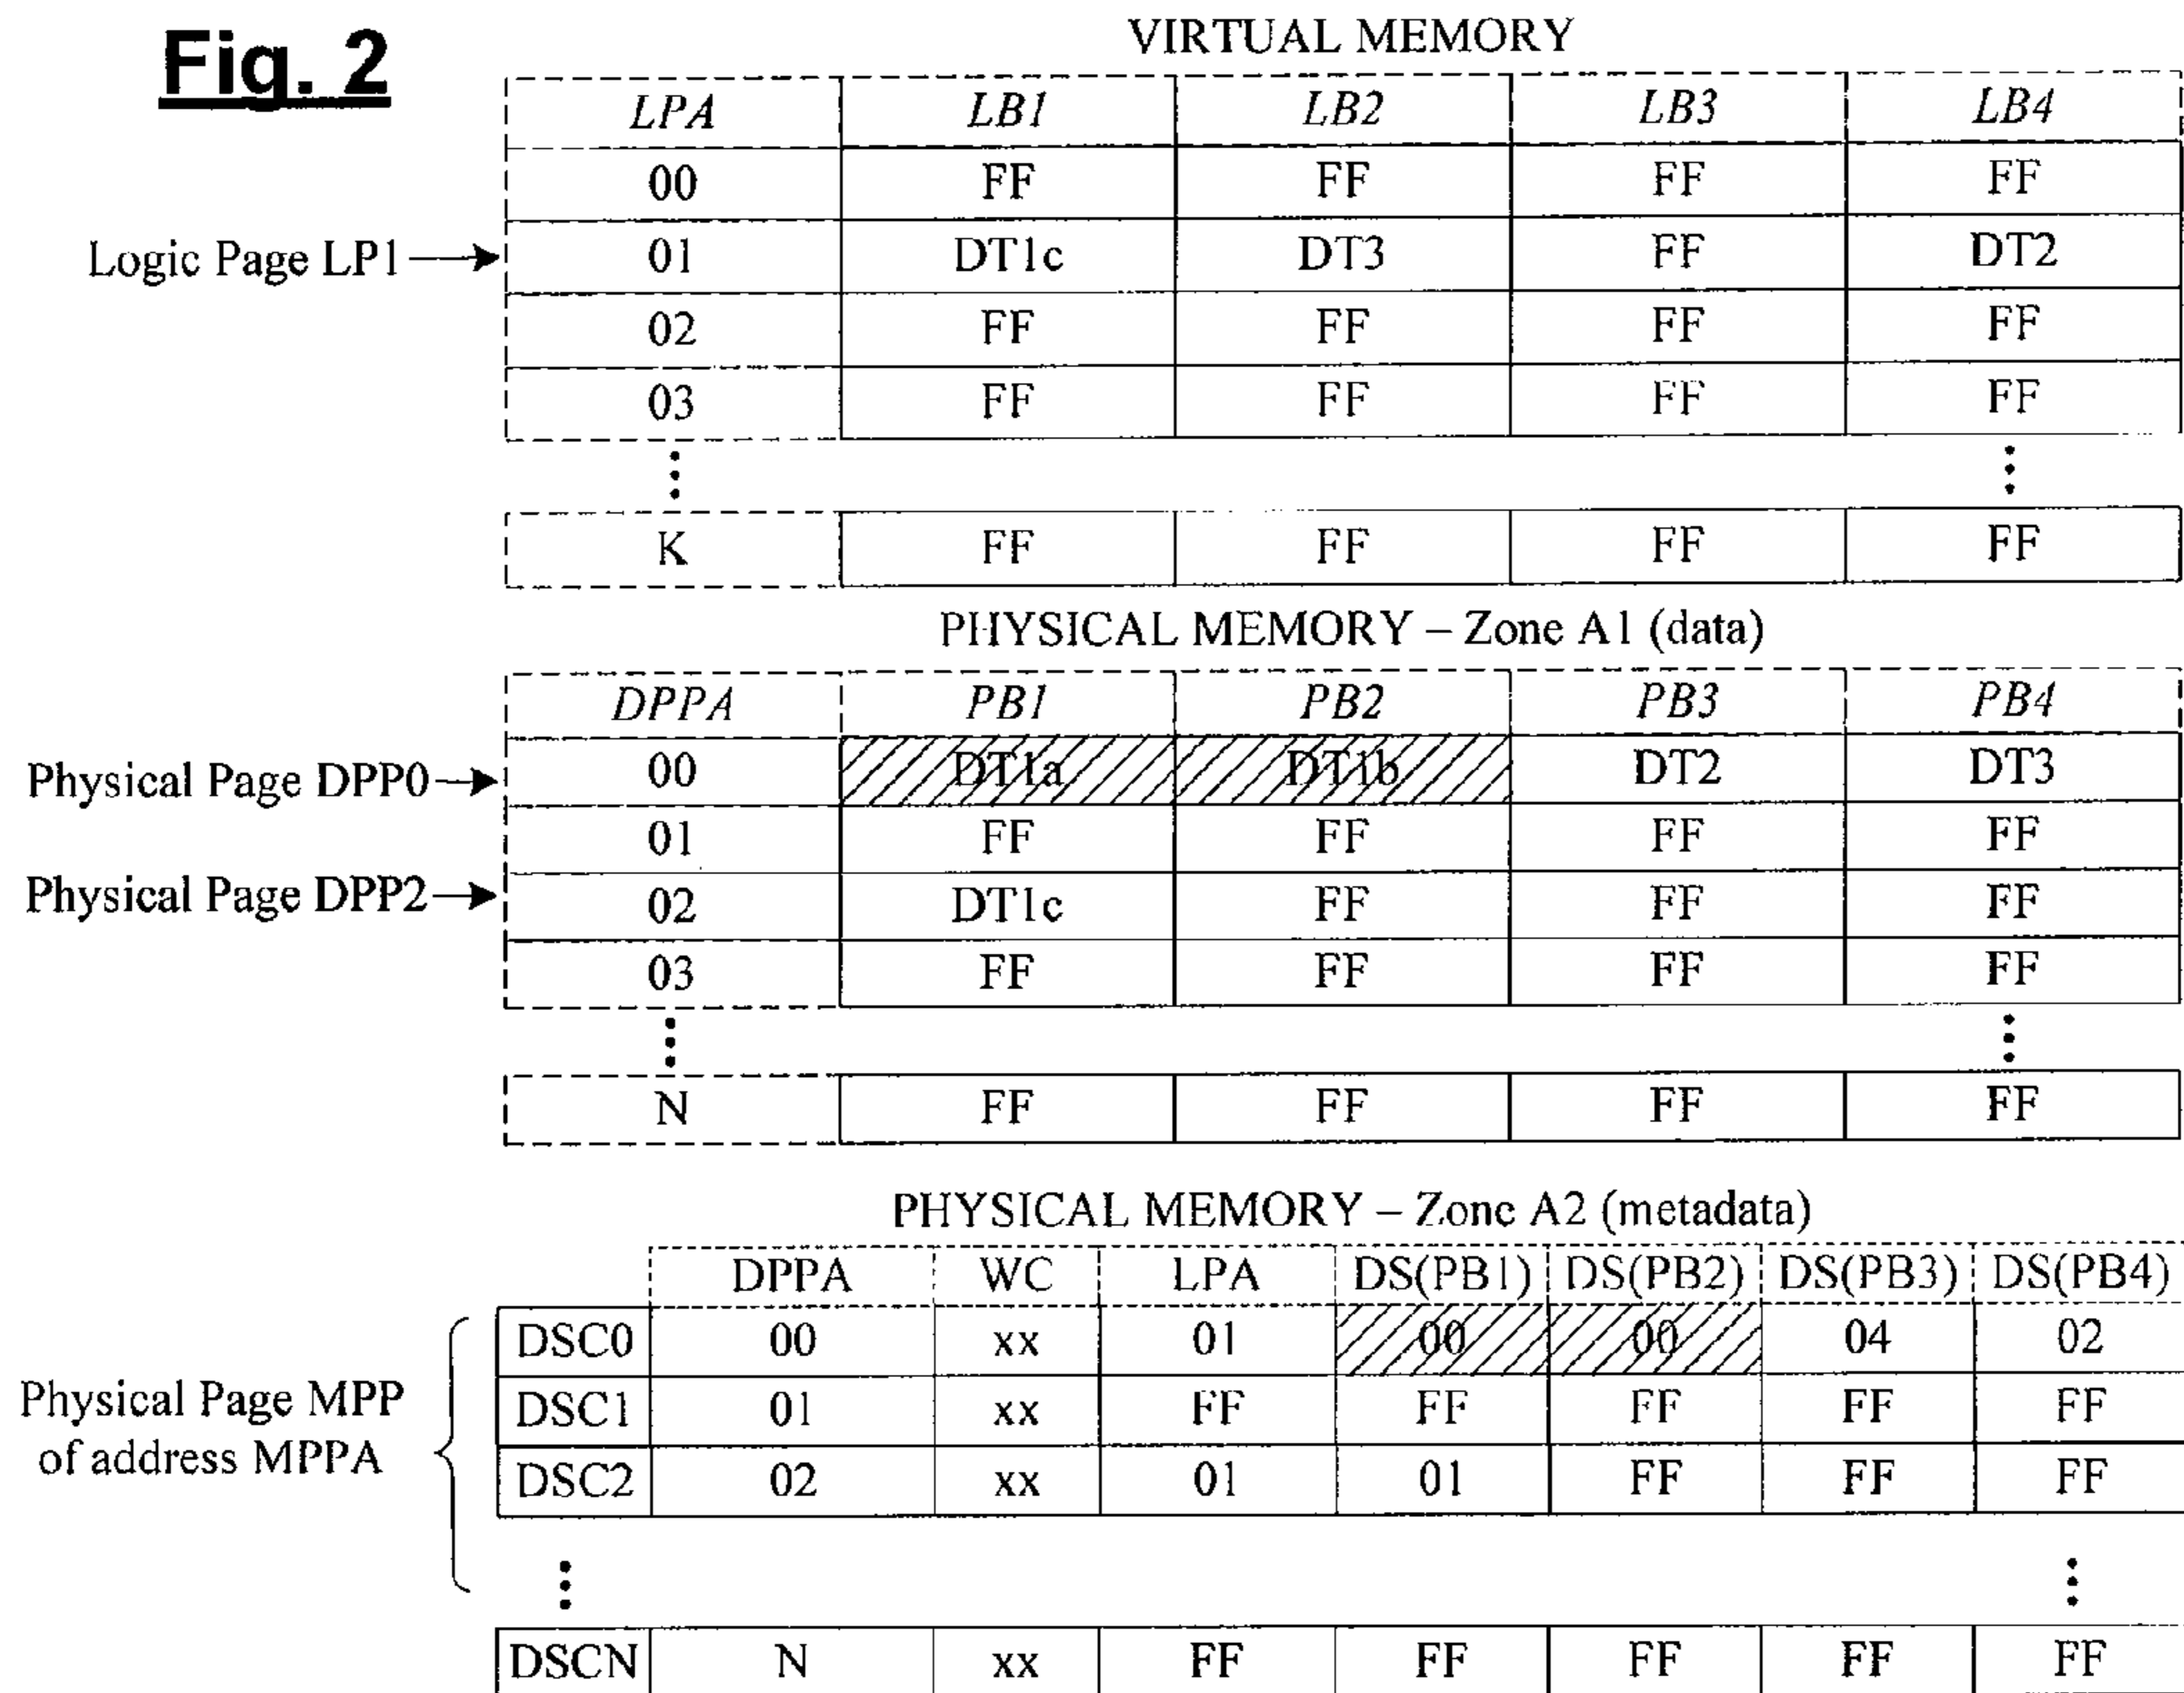 Fig. 2
VIRTUAL MEMORY
LPA LB1 LB2 LB3 LB4
00 FF FF FF FF
Logic Page LP1 01 DT1c DT3 FF DT2
02 FF FF FF FF
03 FF FF FF FF
K FF FF FF FF
PHYSICAL MEMORY – Zone A1 (data)
DPPA PB1 PB2 PB3 PB4
Physical Page DPP0 00 DT1a DT1b DT2 DT3
01 FF FF FF FF
Physical Page DPP2 02 DT1c FF FF FF
03 FF FF FF FF
N FF FF FF FF
PHYSICAL MEMORY – Zone A2 (metadata)
DPPA WC LPA DS(PB1) DS(PB2) DS(PB3) DS(PB4)
DSC0 00 xx 01 00 00 04 02
Physical Page MPP
of address MPPA
DSC1 01 xx FF FF FF FF FF
DSC2 02 xx 01 01 FF FF FF
DSCN N xx FF FF FF FF FF